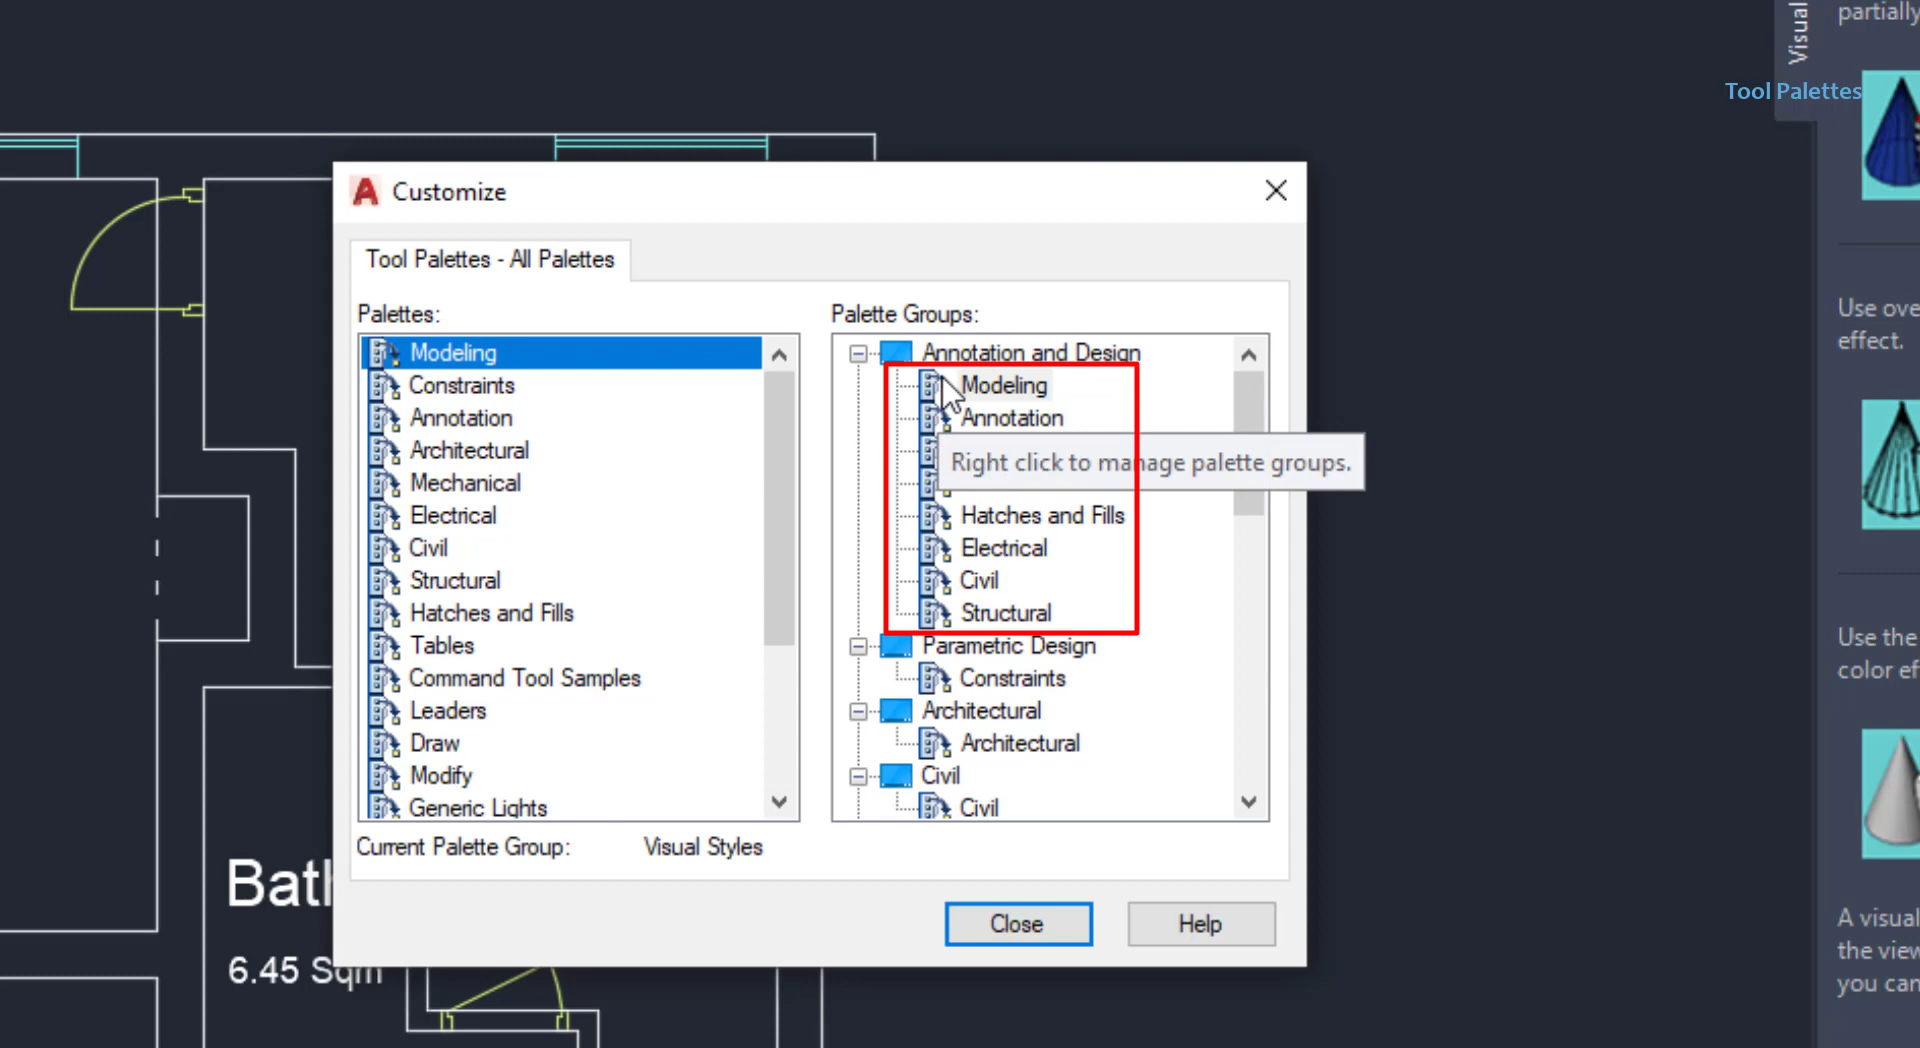 Visual
partially
Tool Palettes
Customize
Tool Palettes - All Palettes
Palettes:
Modeling
Constraints
Annotation
Architectural
Mechanical
Electrical
Civil
Structural
Hatches and Fills
Tables
Command Tool Samples
Leaders
Draw
Modify
Generic Lights
Palette Groups:
Annotation and Design
Modeling
Annotation
Right click to manage palette groups.
Hatches and Fills
Electrical
Civil
Structural
Parametric Design
Constraints
Architectural
Architectural
Civil
Civil
Current Palette Group: Visual Styles
Close Help
6.45 Sqm
Use
effect.
Use the
color
A visual
the
you can